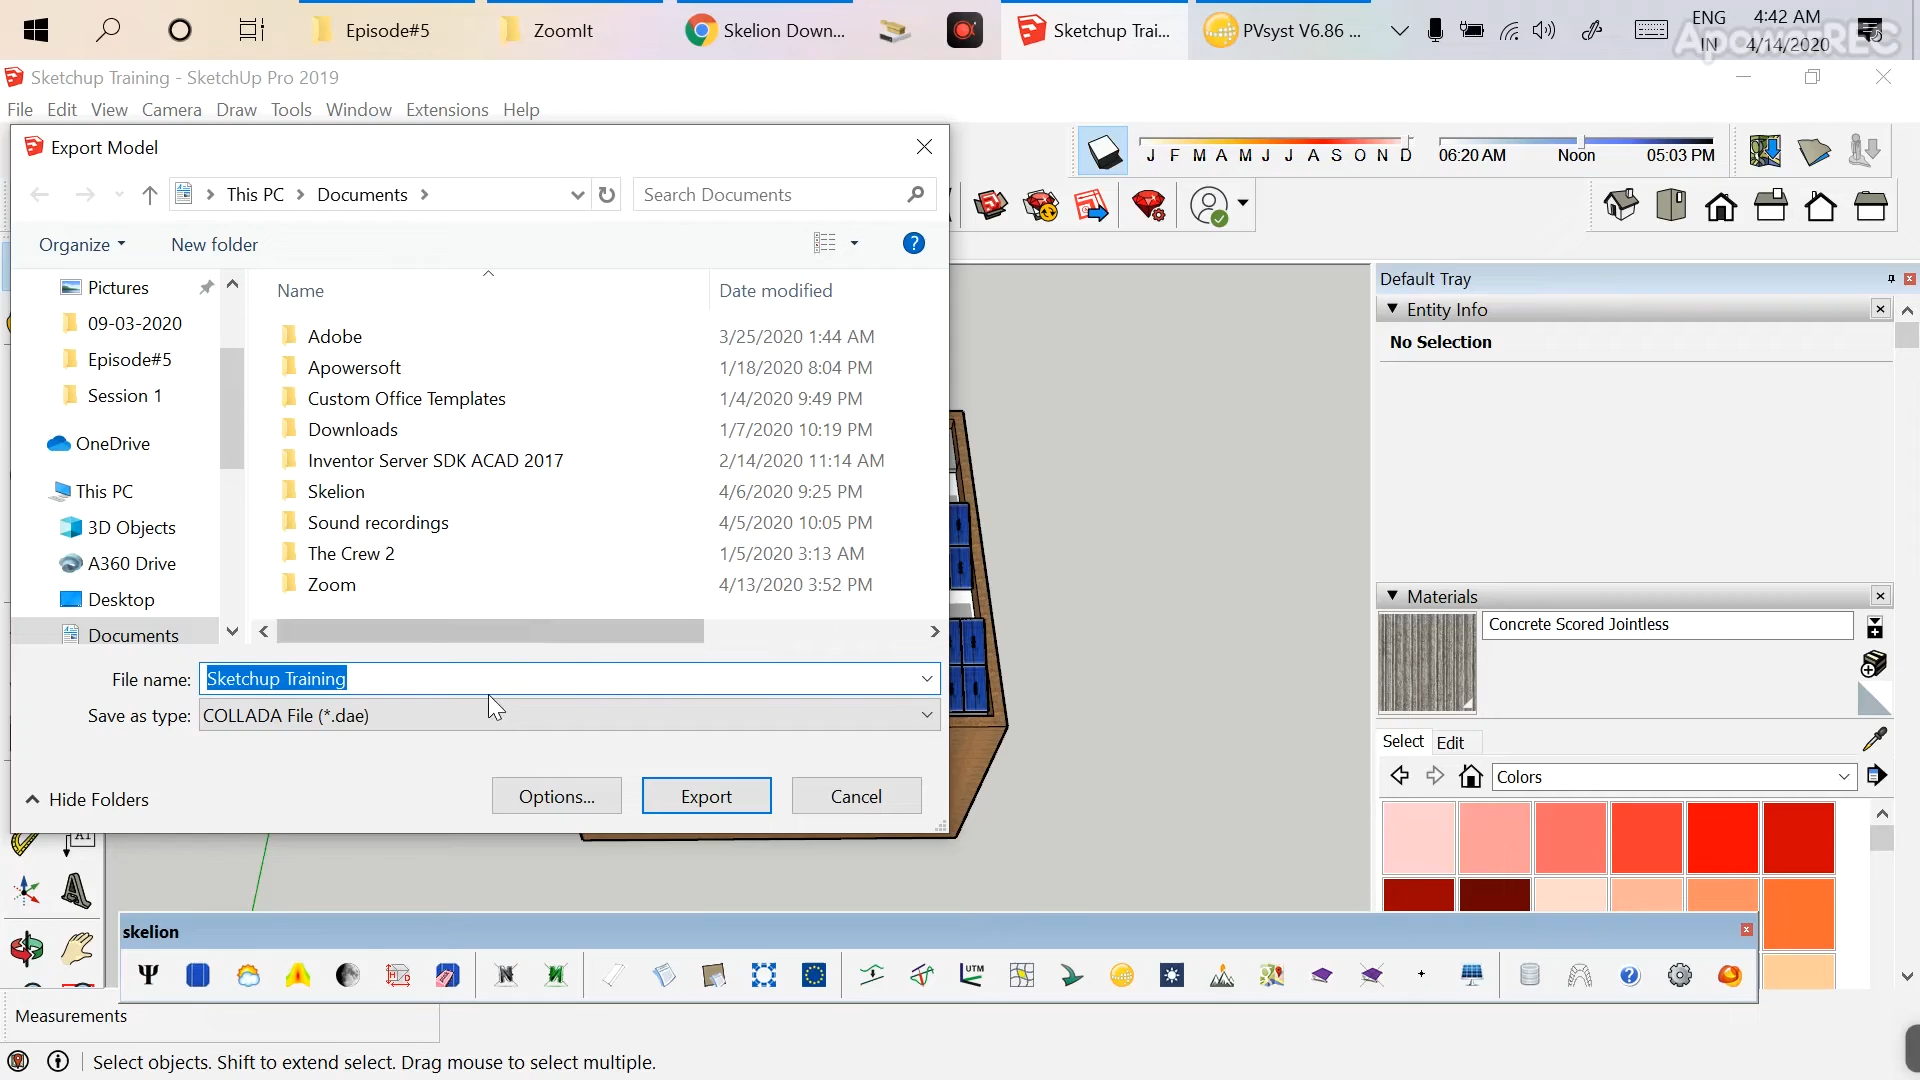 Episode#5
ZoomIt
Skelion Down...
Sketchup Trai...
PVsyst V6.86 ...
ENG
IN
4:42 AM
4/14/2020
ApowerREC
Sketchup Training - SketchUp Pro 2019
File Edit View Camera Draw Tools Window Extensions Help
Export Model
J F M A M J J A S O N D
06:20 AM Noon 05:03 PM
This PC > Documents >
Search Documents
Organize
New folder
Name
Date modified
Pictures
09-03-2020
Episode#5
Session 1
OneDrive
This PC
3D Objects
A360 Drive
Desktop
Documents
Adobe 3/25/2020 1:44 AM
Apowersoft 1/18/2020 8:04 PM
Custom Office Templates 1/4/2020 9:49 PM
Downloads 1/7/2020 10:19 PM
Inventor Server SDK ACAD 2017 2/14/2020 11:14 AM
Skelion 4/6/2020 9:25 PM
Sound recordings 4/5/2020 10:05 PM
The Crew 2 1/5/2020 3:13 AM
Zoom 4/13/2020 3:52 PM
File name: Sketchup Training
Save as type: COLLADA File (*.dae)
Hide Folders
Options...
Export
Cancel
Default Tray
Entity Info
No Selection
Materials
Concrete Scored Jointless
Select Edit
Colors
skelion
UTM
Measurements
Select objects. Shift to extend select. Drag mouse to select multiple.